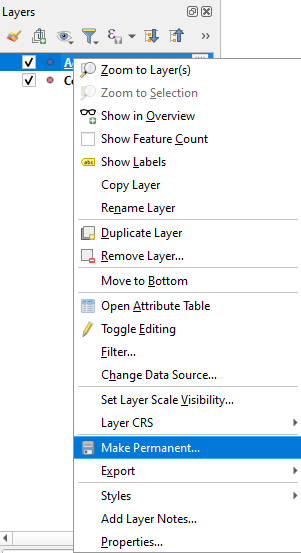 Layers
Zoom to Layer(s)
Zoom to Selection
Show in Overview
Show Feature Count
abc Show Labels
Copy Layer
Rename Layer
Duplicate Layer
Remove Layer...
Move to Bottom
Open Attribute Table
Toggle Editing
Filter...
Change Data Source...
Set Layer Scale Visibility...
Layer CRS
Make Permanent...
Export
Styles
Add Layer Notes...
Properties...